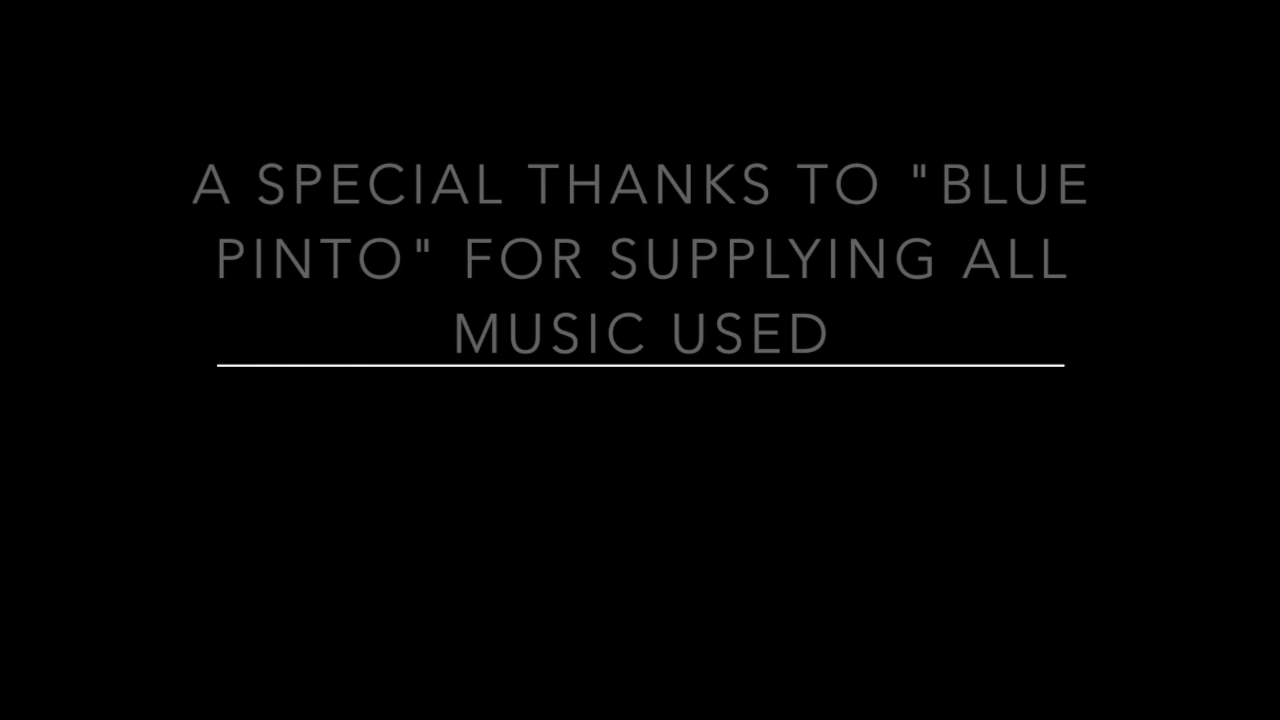 A SPECIAL THANKS TO "BLUE
PINTO" FOR SUPPLYING ALL
MUSIC USED